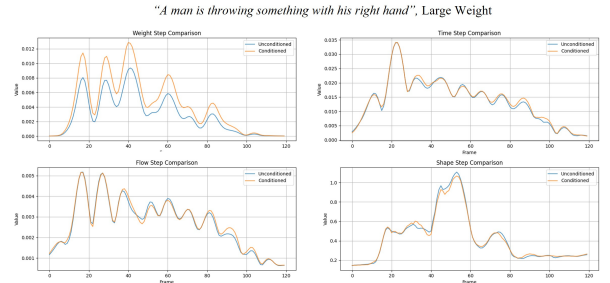 "A man is throwing something with his right hand", Large Weight
Weight Step Comparison
Value
0.012
0.010
0.008
0.006
0.004
0.002
0.000
0 20 40 60 80 100 120
Unconditioned
Conditioned
Time Step Comparison
Value
0.035
0.030
0.025
0.020
0.015
0.010
0.005
0.000
0 20 40 60 80 100 120
Frame
Unconditioned
Conditioned
Flow Step Comparison
Value
0.005
0.004
0.003
0.002
0.001
0 20 40 60 80 100 120
Frame
Unconditioned
Conditioned
Shape Step Comparison
Value
1.0
0.8
0.6
0.4
0.2
0 20 40 60 80 100 120
Frame
Unconditioned
Conditioned